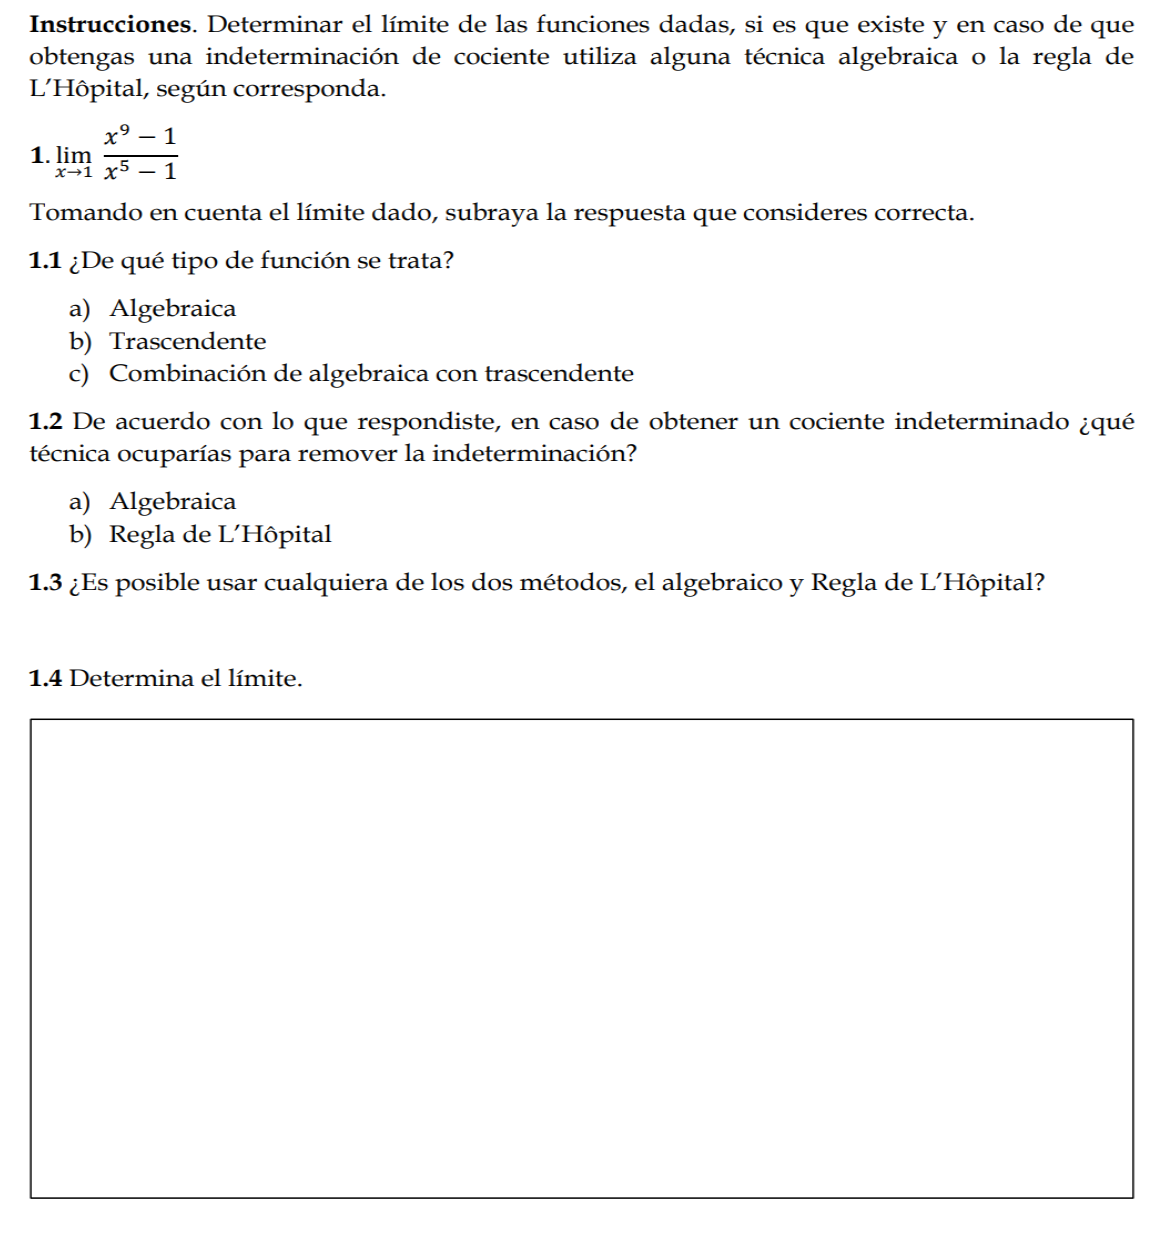 Instrucciones. Determinar el límite de las funciones dadas, si es que existe y en caso de que
obtengas una indeterminación de cociente utiliza alguna técnica algebraica o la regla de
L’Hôpital, según corresponda.
1. lim x→1 (x⁹ − 1)/(x⁵ − 1)
Tomando en cuenta el límite dado, subraya la respuesta que consideres correcta.
1.1 ¿De qué tipo de función se trata?
a) Algebraica
b) Trascendente
c) Combinación de algebraica con trascendente
1.2 De acuerdo con lo que respondiste, en caso de obtener un cociente indeterminado ¿qué
técnica ocuparías para remover la indeterminación?
a) Algebraica
b) Regla de L’Hôpital
1.3 ¿Es posible usar cualquiera de los dos métodos, el algebraico y Regla de L’Hôpital?
1.4 Determina el límite.